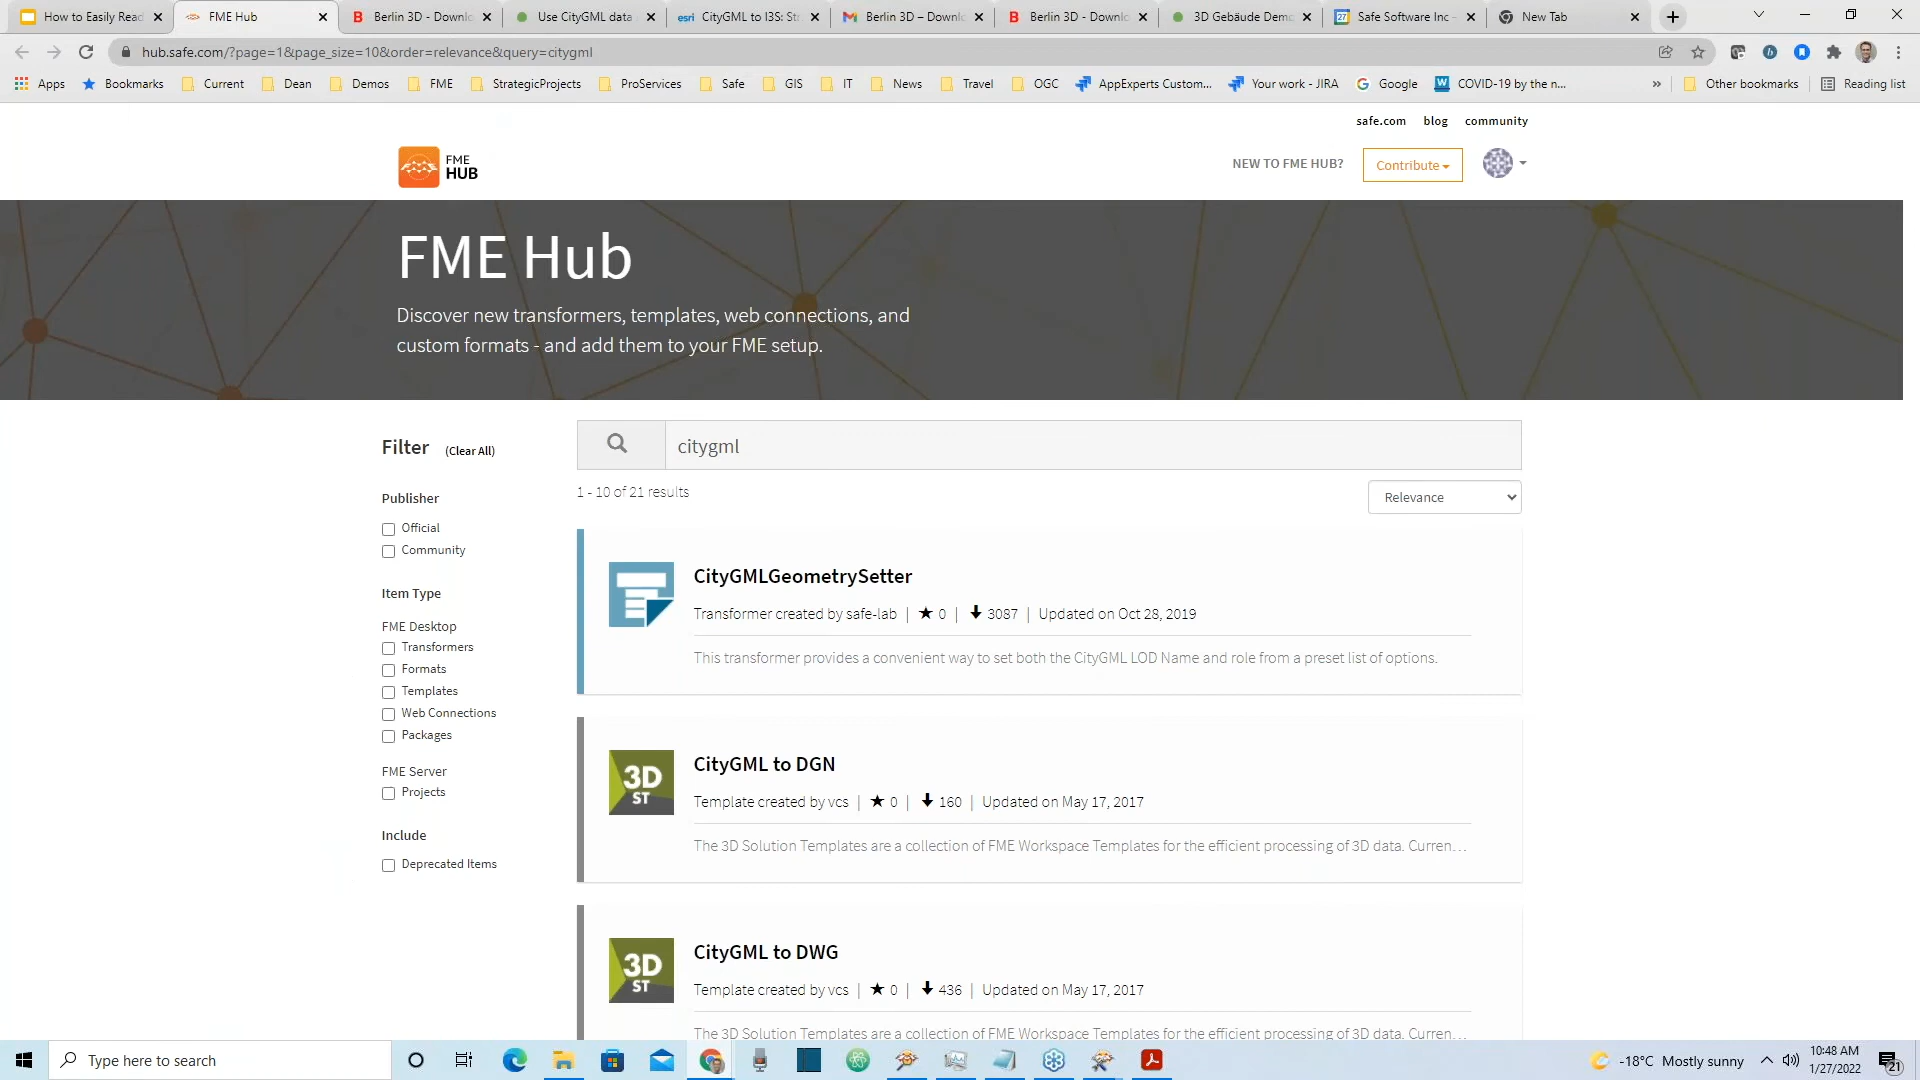 How to Easily Read
FME Hub
Berlin 3D - Downlo
Use CityGML data
CityGML to I3S: Str
Berlin 3D – Downlo
Berlin 3D - Downlo
3D Gebäude Demo
Safe Software Inc -
New Tab
hub.safe.com/?page=1&page_size=10&order=relevance&query=citygml
Apps
Bookmarks
Current
Dean
Demos
FME
StrategicProjects
ProServices
Safe
GIS
IT
News
Travel
OGC
AppExperts Custom...
Your work - JIRA
Google
COVID-19 by the n...
»
Other bookmarks
Reading list
safe.com blog community
FME
HUB
NEW TO FME HUB?
Contribute
FME Hub
Discover new transformers, templates, web connections, and
custom formats - and add them to your FME setup.
Filter (Clear All)
citygml
1 - 10 of 21 results
Relevance
Publisher
Official
Community
Item Type
FME Desktop
Transformers
Formats
Templates
Web Connections
Packages
FME Server
Projects
Include
Deprecated Items
CityGMLGeometrySetter
Transformer created by safe-lab | ★ 0 | 3087 | Updated on Oct 28, 2019
This transformer provides a convenient way to set both the CityGML LOD Name and role from a preset list of options.
3D
ST
CityGML to DGN
Template created by vcs | ★ 0 | 160 | Updated on May 17, 2017
The 3D Solution Templates are a collection of FME Workspace Templates for the efficient processing of 3D data. Curren...
3D
ST
CityGML to DWG
Template created by vcs | ★ 0 | 436 | Updated on May 17, 2017
The 3D Solution Templates are a collection of FME Workspace Templates for the efficient processing of 3D data. Curren...
Type here to search
-18°C Mostly sunny
10:48 AM
1/27/2022
21